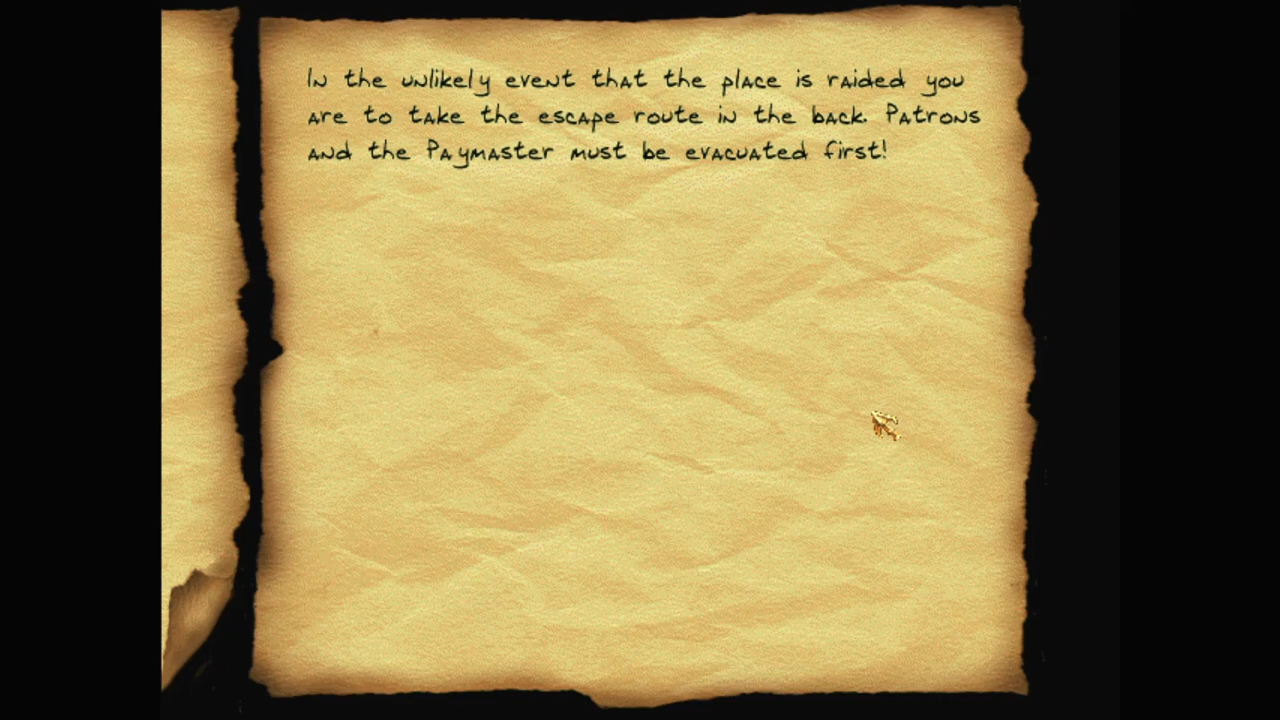 In the unlikely event that the place is raided you
are to take the escape route in the back. Patrons
and the Paymaster must be evacuated first!